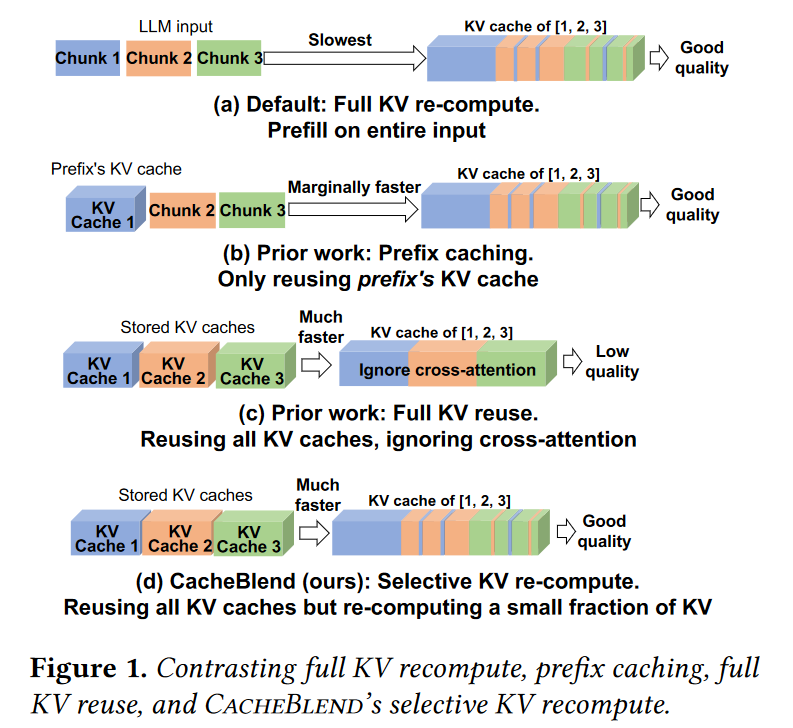 LLM input
Slowest
KV cache of [1, 2, 3]
Chunk 1 Chunk 2 Chunk 3
Good
quality
(a) Default: Full KV re-compute.
Prefill on entire input
Prefix's KV cache
KV
Cache 1
Chunk 2 Chunk 3
Marginally faster
KV cache of [1, 2, 3]
Good
quality
(b) Prior work: Prefix caching.
Only reusing prefix's KV cache
Stored KV caches
KV
Cache 1
KV
Cache 2
KV
Cache 3
Much
faster
KV cache of [1, 2, 3]
Ignore cross-attention
Low
quality
(c) Prior work: Full KV reuse.
Reusing all KV caches, ignoring cross-attention
Stored KV caches
KV
Cache 1
KV
Cache 2
KV
Cache 3
Much
faster
KV cache of [1, 2, 3]
Good
quality
(d) CacheBlend (ours): Selective KV re-compute.
Reusing all KV caches but re-computing a small fraction of KV
Figure 1. Contrasting full KV recompute, prefix caching, full
KV reuse, and CACHEBLEND's selective KV recompute.